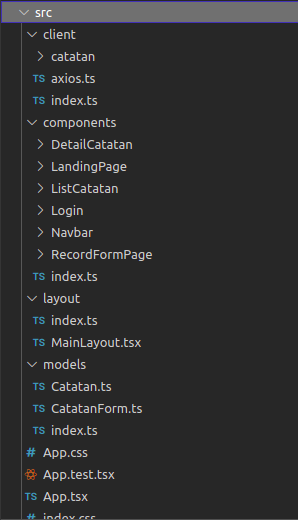 src
client
catatan
TS axios.ts
TS index.ts
components
DetailCatatan
LandingPage
ListCatatan
Login
Navbar
RecordFormPage
TS index.ts
layout
TS index.ts
TS MainLayout.tsx
models
TS Catatan.ts
TS CatatanForm.ts
TS index.ts
# App.css
App.test.tsx
TS App.tsx
# index.css